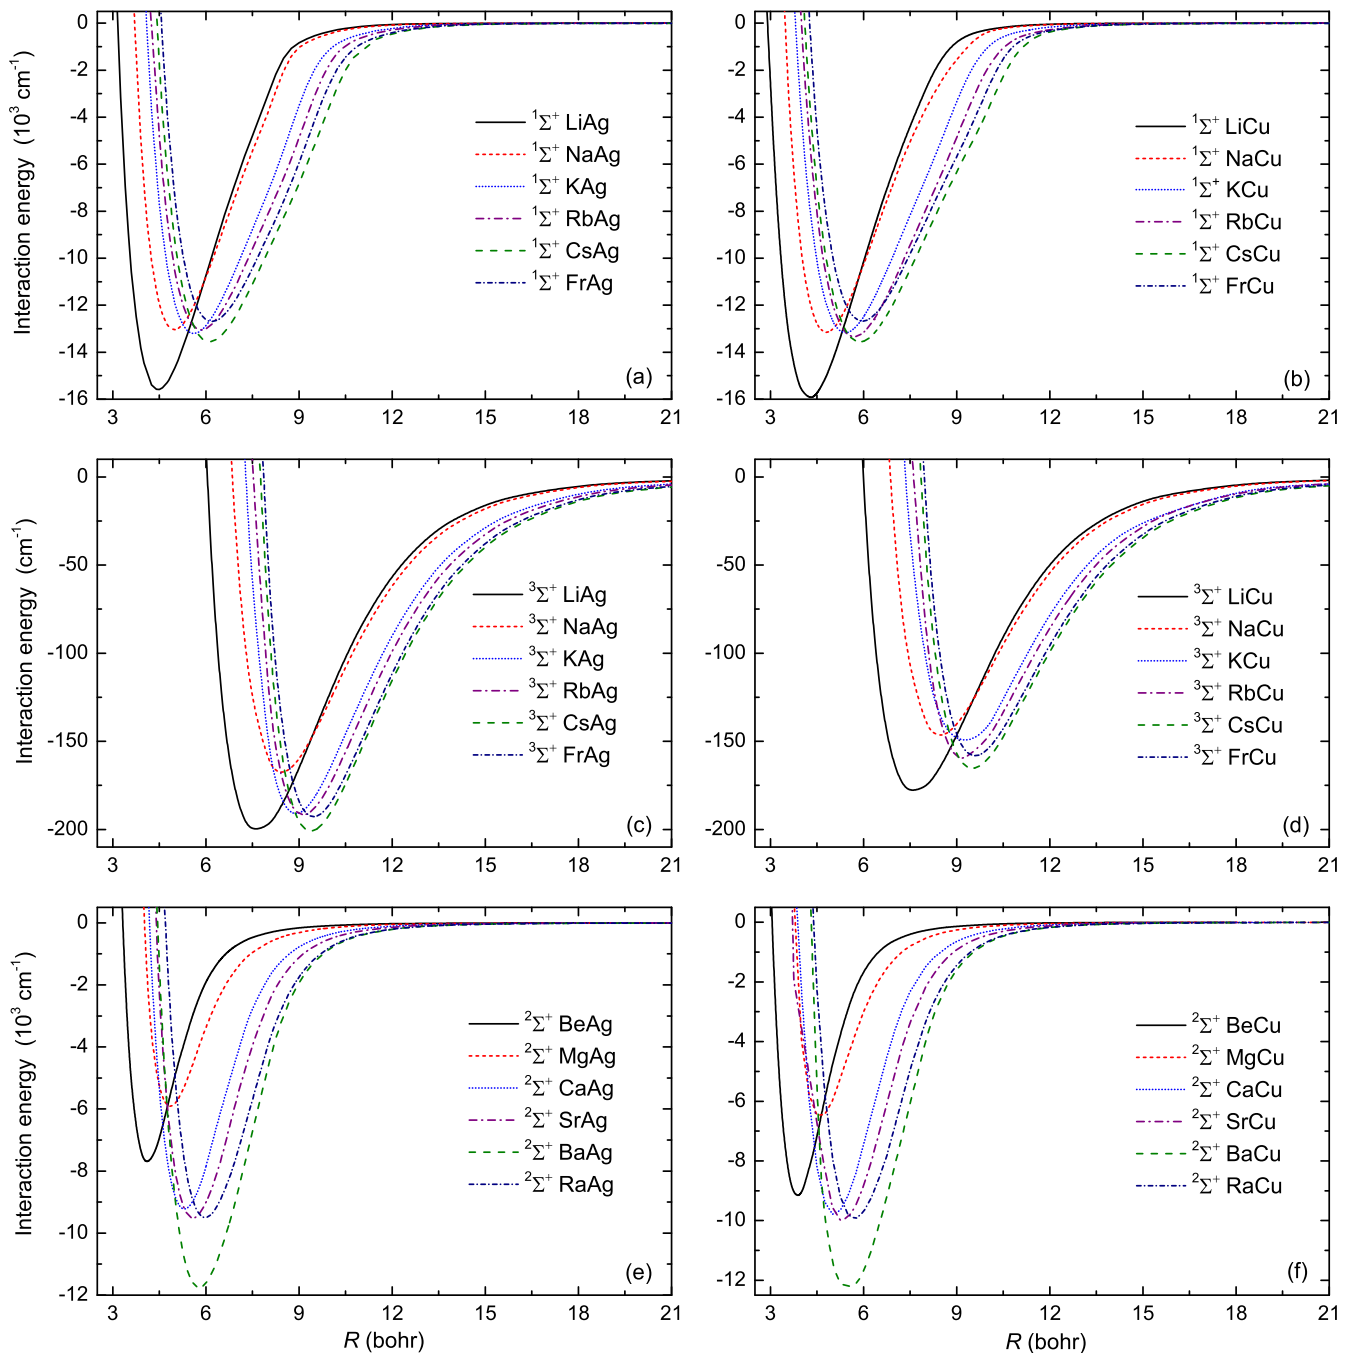 Interaction energy (10³ cm⁻¹)
0
-2
-4
-6
-8
-10
-12
-14
-16
3 6 9 12 15 18 21
¹Σ⁺ LiAg
¹Σ⁺ NaAg
¹Σ⁺ KAg
¹Σ⁺ RbAg
¹Σ⁺ CsAg
¹Σ⁺ FrAg
(a)
0
-2
-4
-6
-8
-10
-12
-14
-16
3 6 9 12 15 18 21
¹Σ⁺ LiCu
¹Σ⁺ NaCu
¹Σ⁺ KCu
¹Σ⁺ RbCu
¹Σ⁺ CsCu
¹Σ⁺ FrCu
(b)
Interaction energy (cm⁻¹)
0
-50
-100
-150
-200
3 6 9 12 15 18 21
³Σ⁺ LiAg
³Σ⁺ NaAg
³Σ⁺ KAg
³Σ⁺ RbAg
³Σ⁺ CsAg
³Σ⁺ FrAg
(c)
0
-50
-100
-150
-200
3 6 9 12 15 18 21
³Σ⁺ LiCu
³Σ⁺ NaCu
³Σ⁺ KCu
³Σ⁺ RbCu
³Σ⁺ CsCu
³Σ⁺ FrCu
(d)
Interaction energy (10³ cm⁻¹)
0
-2
-4
-6
-8
-10
-12
3 6 9 12 15 18 21
R (bohr)
²Σ⁺ BeAg
²Σ⁺ MgAg
²Σ⁺ CaAg
²Σ⁺ SrAg
²Σ⁺ BaAg
²Σ⁺ RaAg
(e)
0
-2
-4
-6
-8
-10
-12
3 6 9 12 15 18 21
R (bohr)
²Σ⁺ BeCu
²Σ⁺ MgCu
²Σ⁺ CaCu
²Σ⁺ SrCu
²Σ⁺ BaCu
²Σ⁺ RaCu
(f)